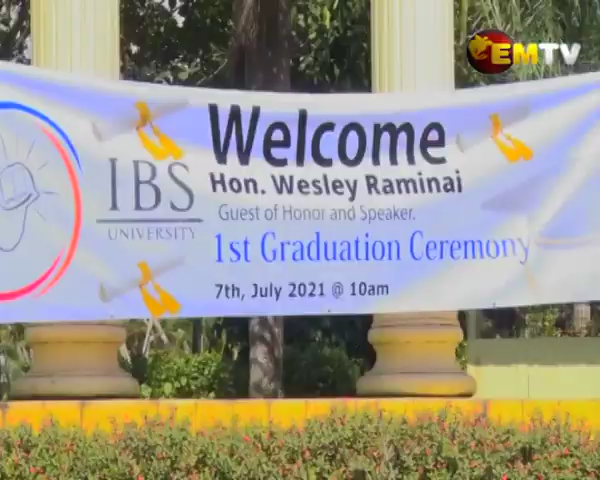 EMTV
Welcome
Hon. Wesley Raminai
IBS
UNIVERSITY
Guest of Honor and Speaker.
1st Graduation Ceremony
7th, July 2021 @ 10am